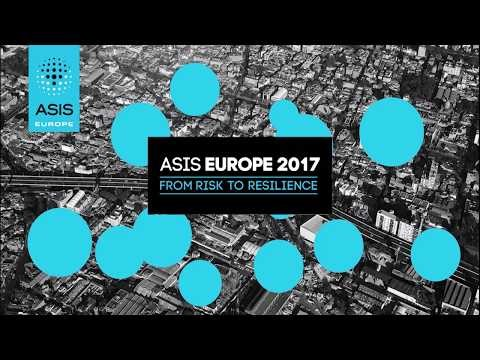 ASIS
EUROPE
ASIS EUROPE 2017
FROM RISK TO RESILIENCE